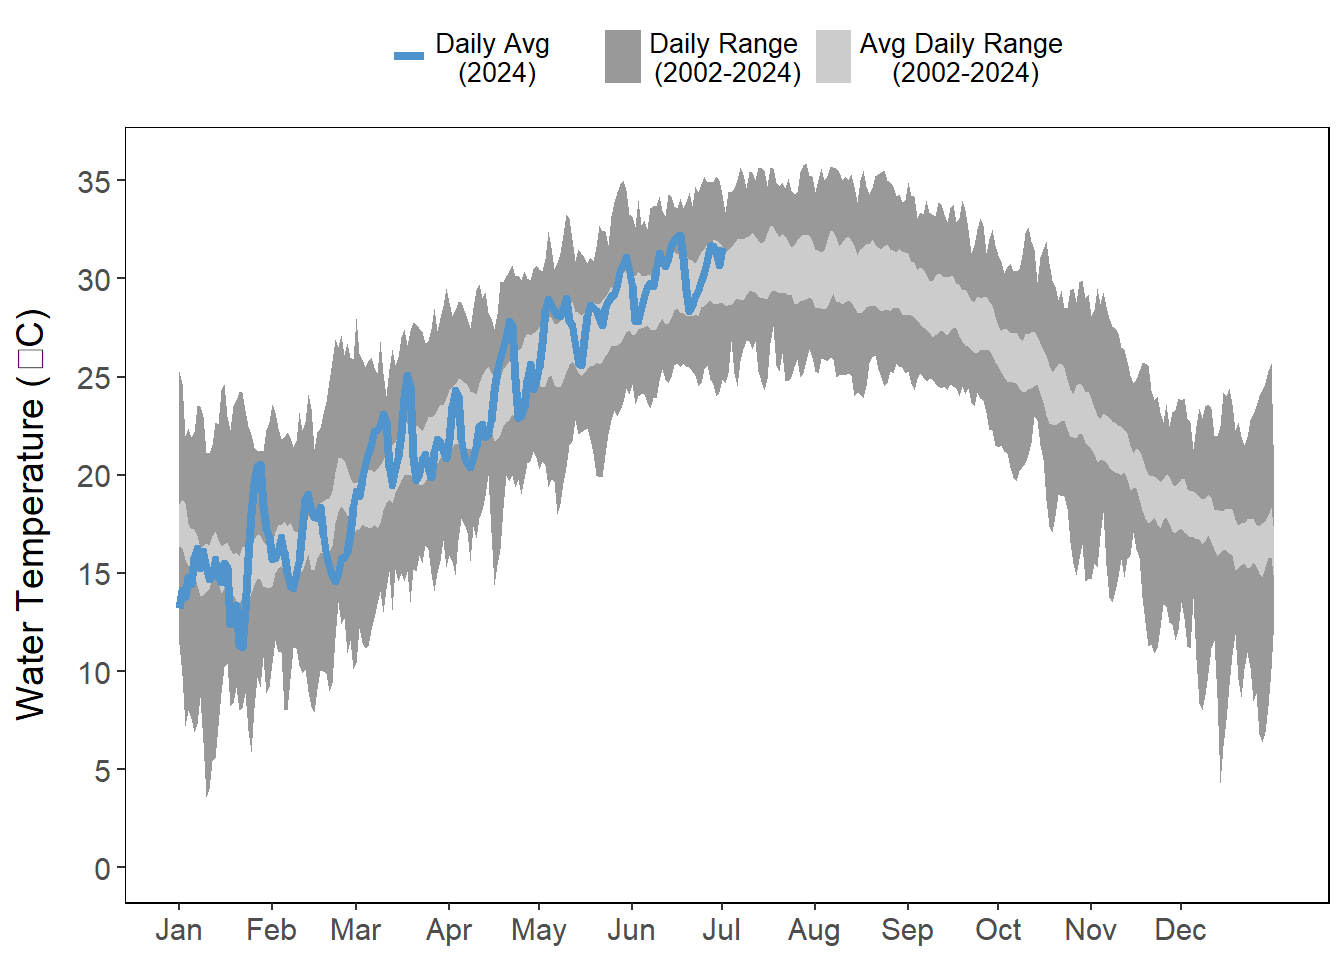 Daily Avg
(2024)
Daily Range
(2002-2024)
Avg Daily Range
(2002-2024)
Water Temperature ( □C)
35
30
25
20
15
10
5
0
Jan Feb Mar Apr May Jun Jul Aug Sep Oct Nov Dec